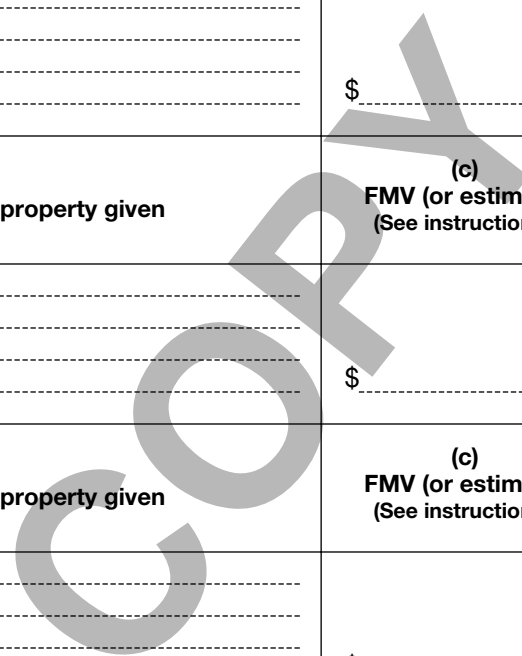 $
(c)
property given
FMV (or estim
(See instruction
$
(c)
property given
FMV (or estim
(See instruction
COPY